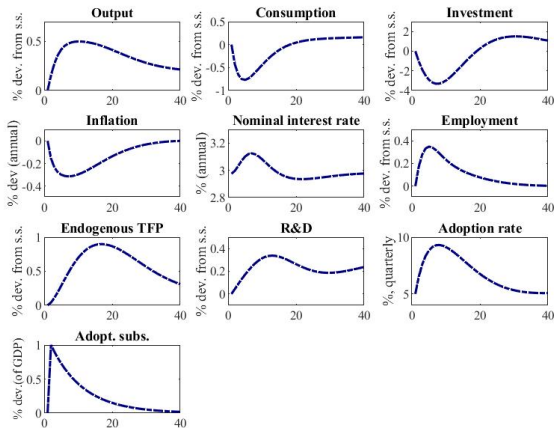 Output
% dev. from s.s.
0.5
0
0 20 40
Consumption
% dev. from s.s.
0.5
0
-0.5
-1
0 20 40
Investment
% dev. from s.s.
2
0
-2
-4
0 20 40
Inflation
% dev (annual)
0
-0.2
-0.4
0 20 40
Nominal interest rate
% (annual)
3.2
3
0 20 40
Employment
% dev. from s.s.
0.4
0.2
0
0 20 40
Endogenous TFP
% dev. from s.s.
1
0.5
0
0 20 40
R&D
% dev. from s.s.
0.4
0.2
0
0 20 40
Adoption rate
%, quarterly
10
5
0 20 40
Adopt. subs.
% dev.(of GDP)
1
0.5
0
0 20 40